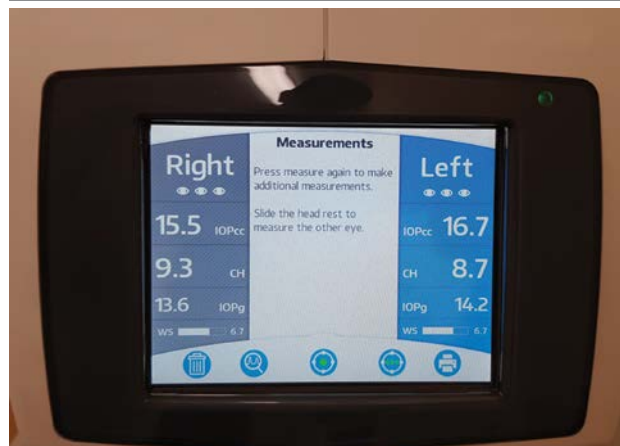 Measurements
Right
Press measure again to make
additional measurements.
Slide the head rest to
measure the other eye.
15.5 IOPcc
9.3 CH
13.6 IOPg
WS 6.7
Left
IOPcc 16.7
CH 8.7
IOPg 14.2
WS 6.7